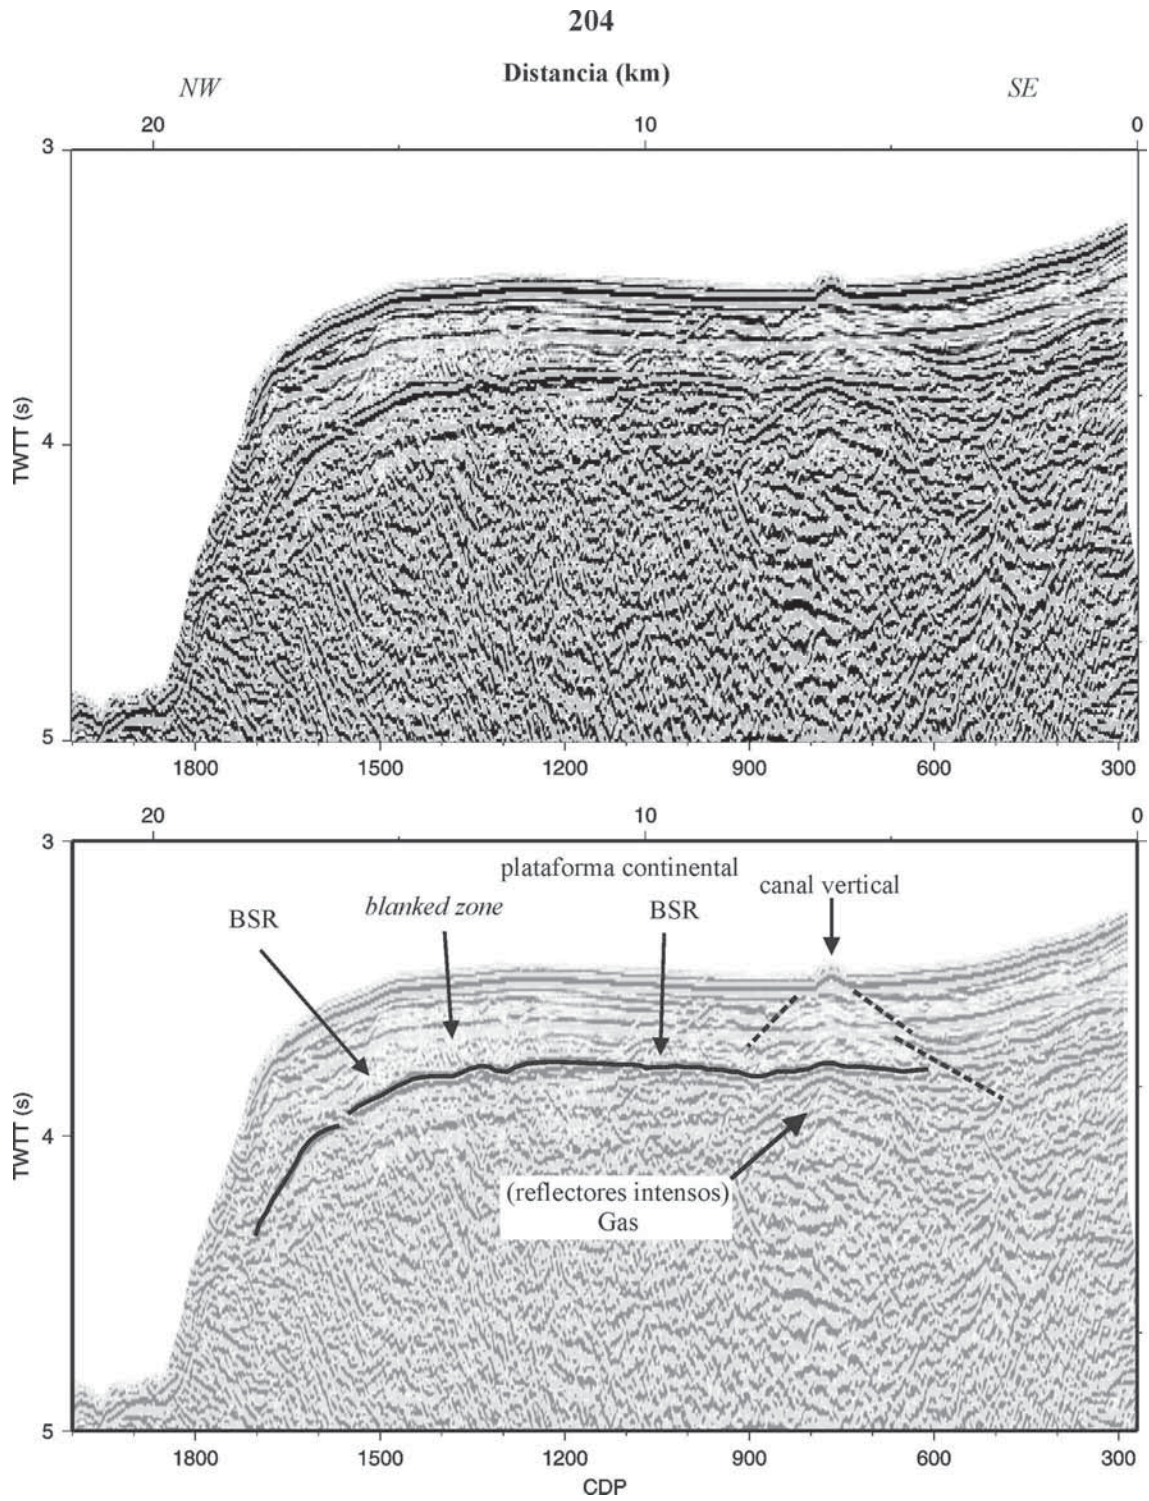 204
Distancia (km)
NW
SE
20
10
0
3
TWTT (s)
4
5
1800
1500
1200
900
600
300
20
10
0
3
plataforma continental
canal vertical
blanked zone
BSR
BSR
TWTT (s)
4
(reflectores intensos)
Gas
5
1800
1500
1200
900
600
300
CDP